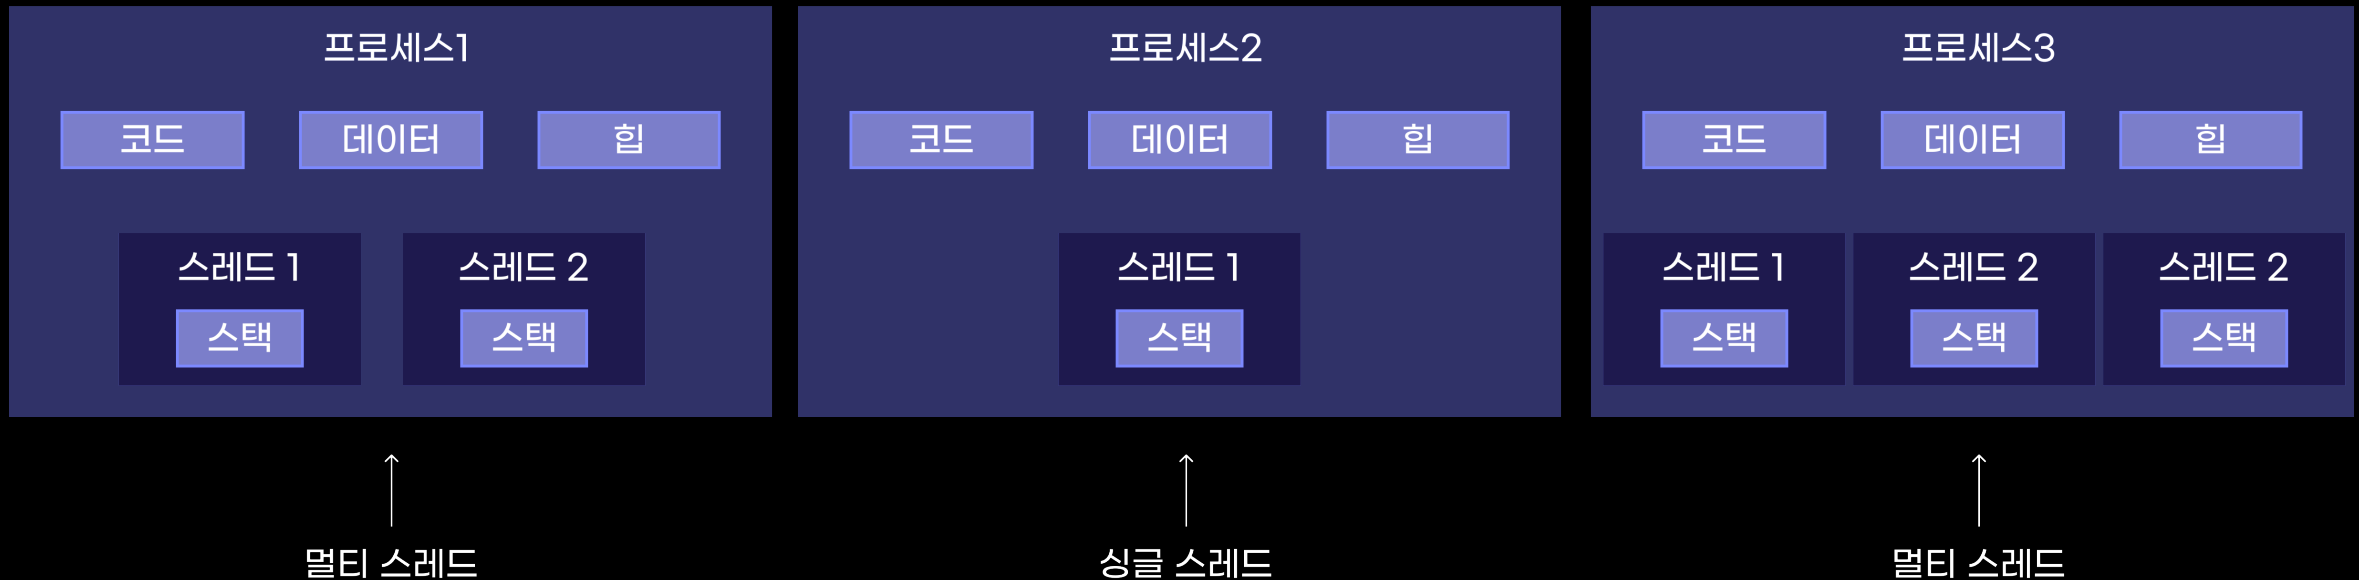 프로세스1
코드 데이터 힙
스레드 1 스레드 2
스택 스택
멀티 스레드
프로세스2
코드 데이터 힙
스레드 1
스택
싱글 스레드
프로세스3
코드 데이터 힙
스레드 1 스레드 2 스레드 2
스택 스택 스택
멀티 스레드